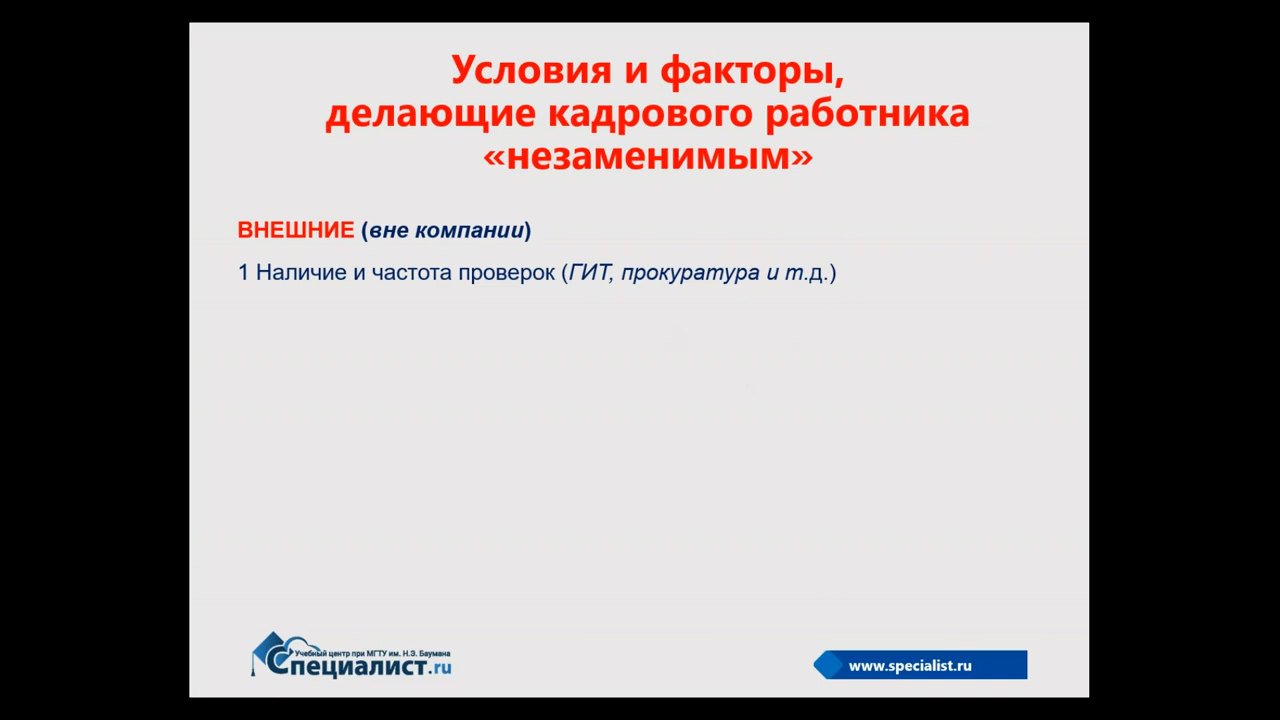 Условия и факторы,
делающие кадрового работника
«незаменимым»
ВНЕШНИЕ (вне компании)
1 Наличие и частота проверок (ГИТ, прокуратура и т.д.)
Учебный центр при МГТУ им. Н.Э. Баумана
Специалист.ru
www.specialist.ru